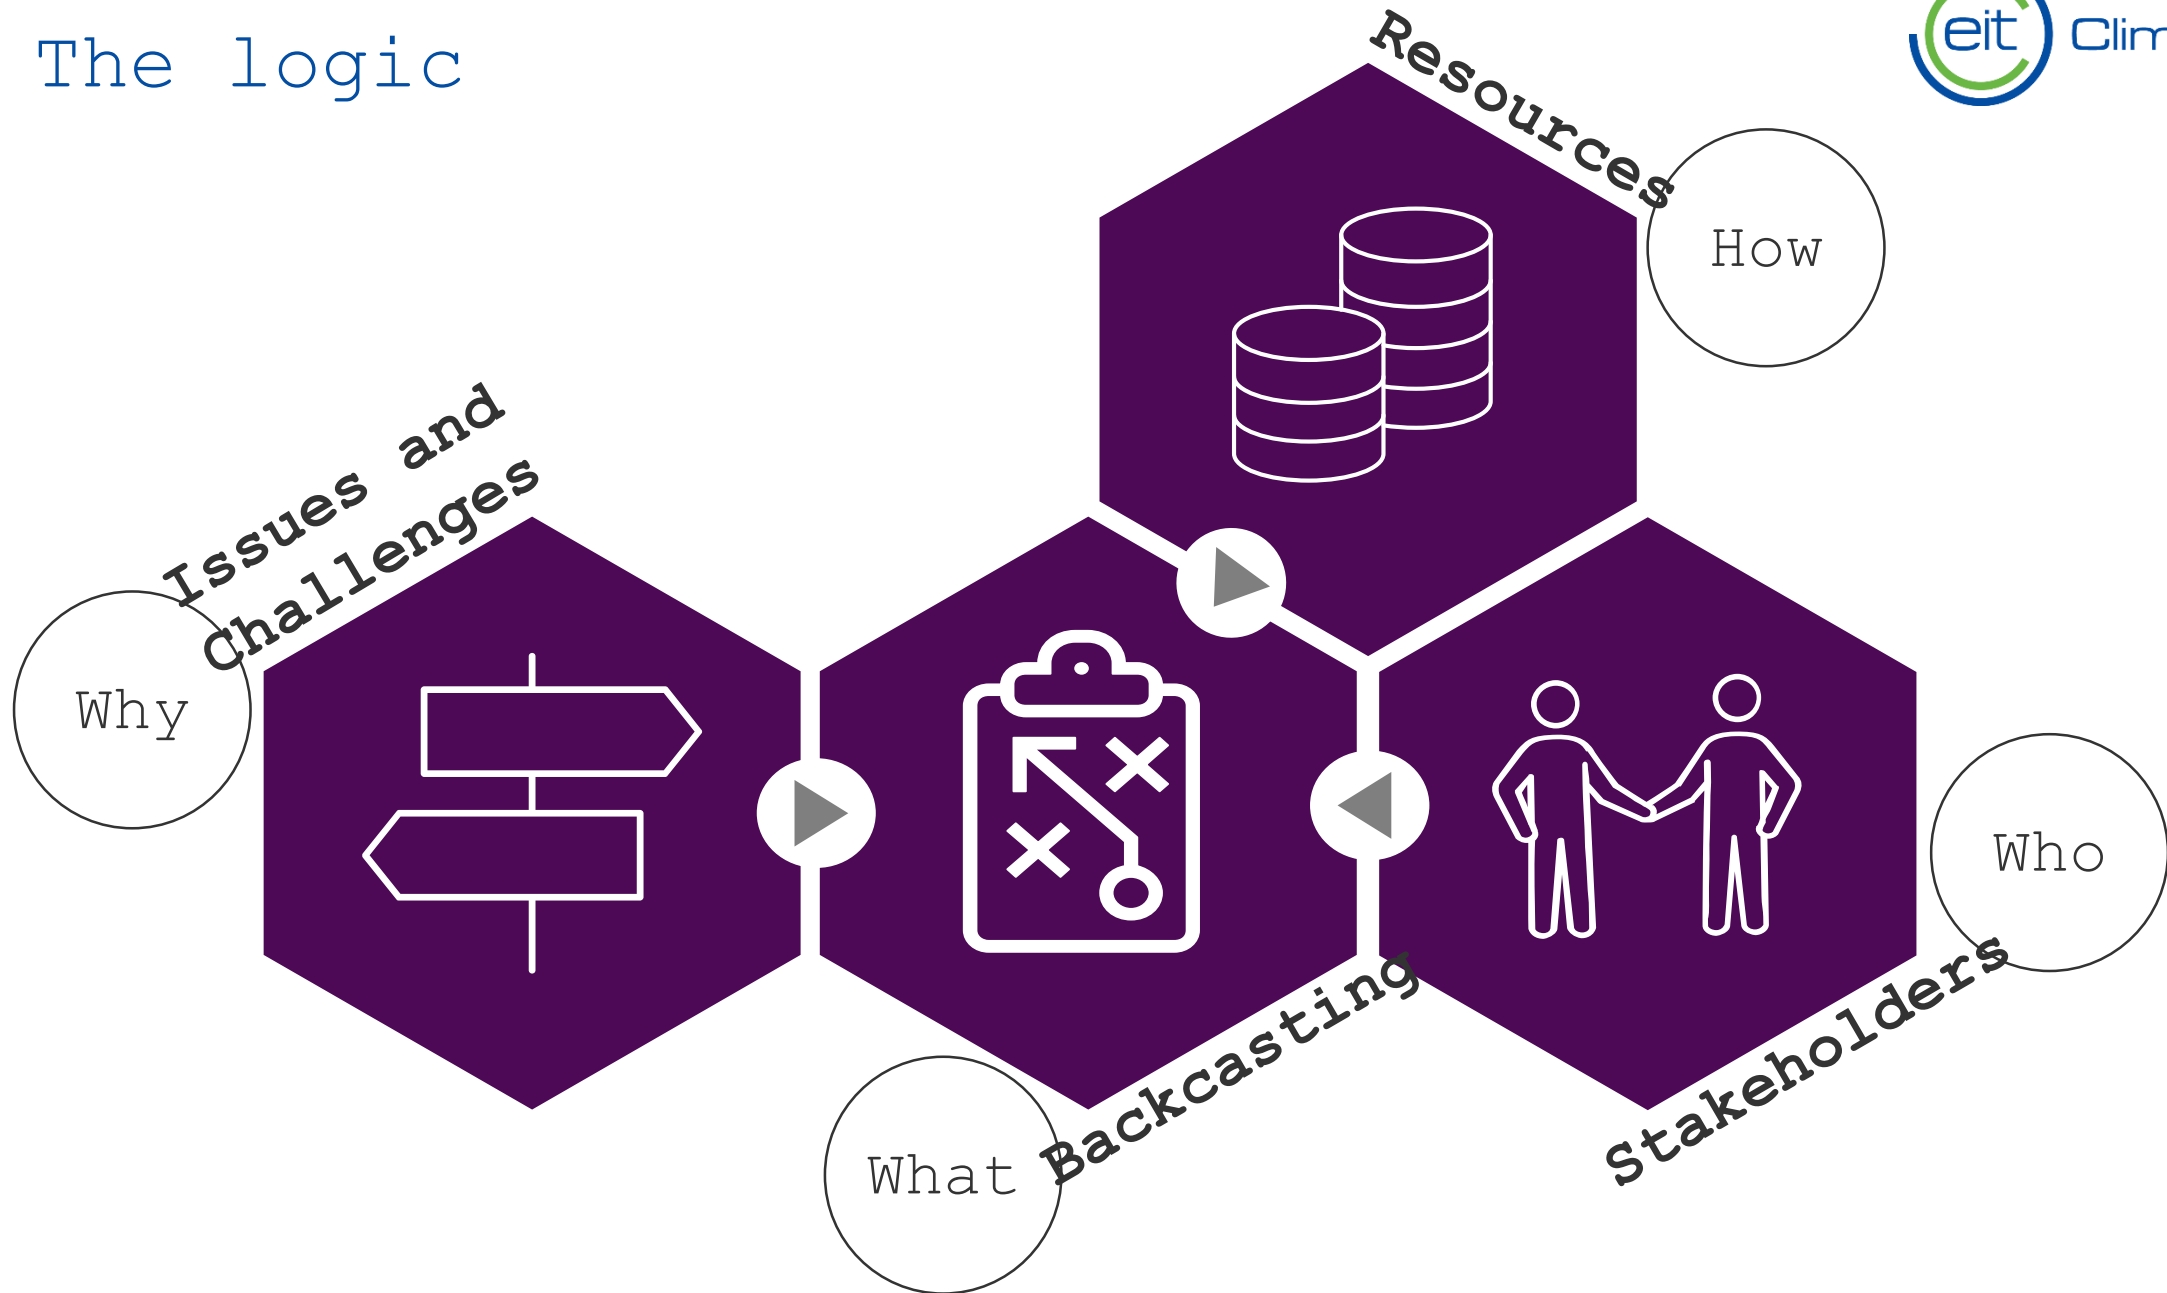 The logic
Resources
eit Clim
How
Issues and
Challenges
Why
Who
Backcasting
Stakeholders
What